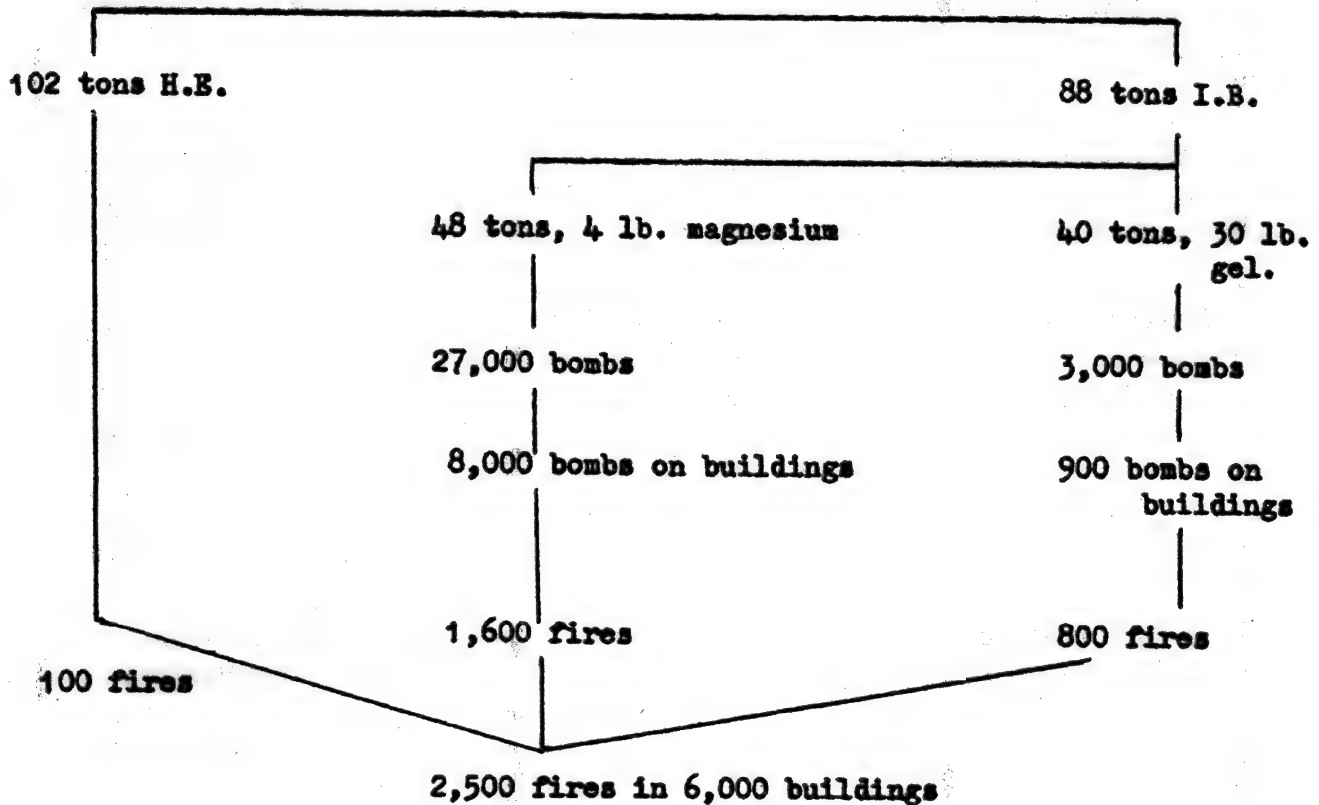 102 tons H.E.
88 tons I.B.
48 tons, 4 lb. magnesium
40 tons, 30 lb.
gel.
27,000 bombs
3,000 bombs
8,000 bombs on buildings
900 bombs on
buildings
1,600 fires
800 fires
100 fires
2,500 fires in 6,000 buildings